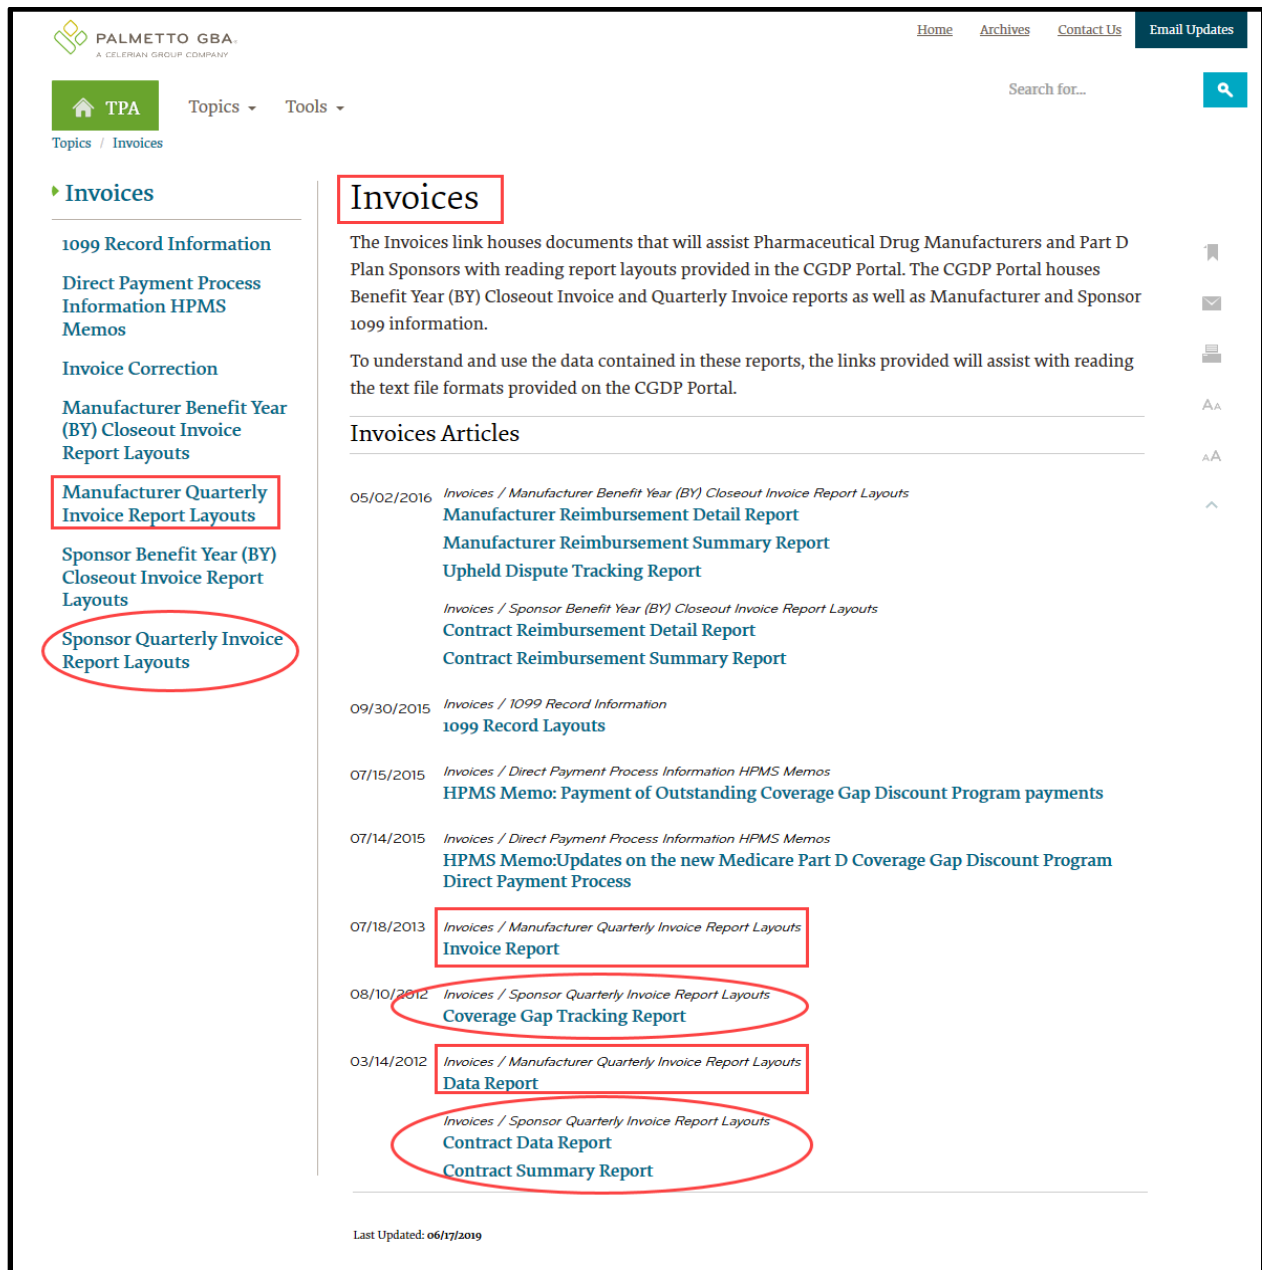 PALMETTO GBA.
A CELERIAN GROUP COMPANY
Home Archives Contact Us Email Updates
TPA Topics Tools
Search for...
Topics / Invoices
Invoices
1099 Record Information
Direct Payment Process
Information HPMS
Memos
Invoice Correction
Manufacturer Benefit Year
(BY) Closeout Invoice
Report Layouts
Manufacturer Quarterly
Invoice Report Layouts
Sponsor Benefit Year (BY)
Closeout Invoice Report
Layouts
Sponsor Quarterly Invoice
Report Layouts
Invoices
The Invoices link houses documents that will assist Pharmaceutical Drug Manufacturers and Part D
Plan Sponsors with reading report layouts provided in the CGDP Portal. The CGDP Portal houses
Benefit Year (BY) Closeout Invoice and Quarterly Invoice reports as well as Manufacturer and Sponsor
1099 information.
To understand and use the data contained in these reports, the links provided will assist with reading
the text file formats provided on the CGDP Portal.
Invoices Articles
05/02/2016 Invoices / Manufacturer Benefit Year (BY) Closeout Invoice Report Layouts
Manufacturer Reimbursement Detail Report
Manufacturer Reimbursement Summary Report
Upheld Dispute Tracking Report
Invoices / Sponsor Benefit Year (BY) Closeout Invoice Report Layouts
Contract Reimbursement Detail Report
Contract Reimbursement Summary Report
09/30/2015 Invoices / 1099 Record Information
1099 Record Layouts
07/15/2015 Invoices / Direct Payment Process Information HPMS Memos
HPMS Memo: Payment of Outstanding Coverage Gap Discount Program payments
07/14/2015 Invoices / Direct Payment Process Information HPMS Memos
HPMS Memo:Updates on the new Medicare Part D Coverage Gap Discount Program
Direct Payment Process
07/18/2013 Invoices / Manufacturer Quarterly Invoice Report Layouts
Invoice Report
08/10/2012 Invoices / Sponsor Quarterly Invoice Report Layouts
Coverage Gap Tracking Report
03/14/2012 Invoices / Manufacturer Quarterly Invoice Report Layouts
Data Report
Invoices / Sponsor Quarterly Invoice Report Layouts
Contract Data Report
Contract Summary Report
Last Updated: 06/17/2019
AA
AA